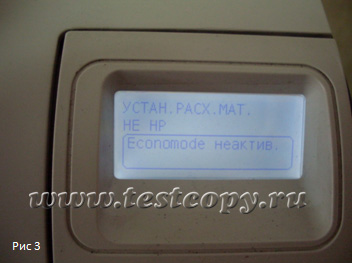 УСТАН.РАСХ.МАТ.
НЕ HP
Economode неактив.
www.testcopy.ru
Рис 3